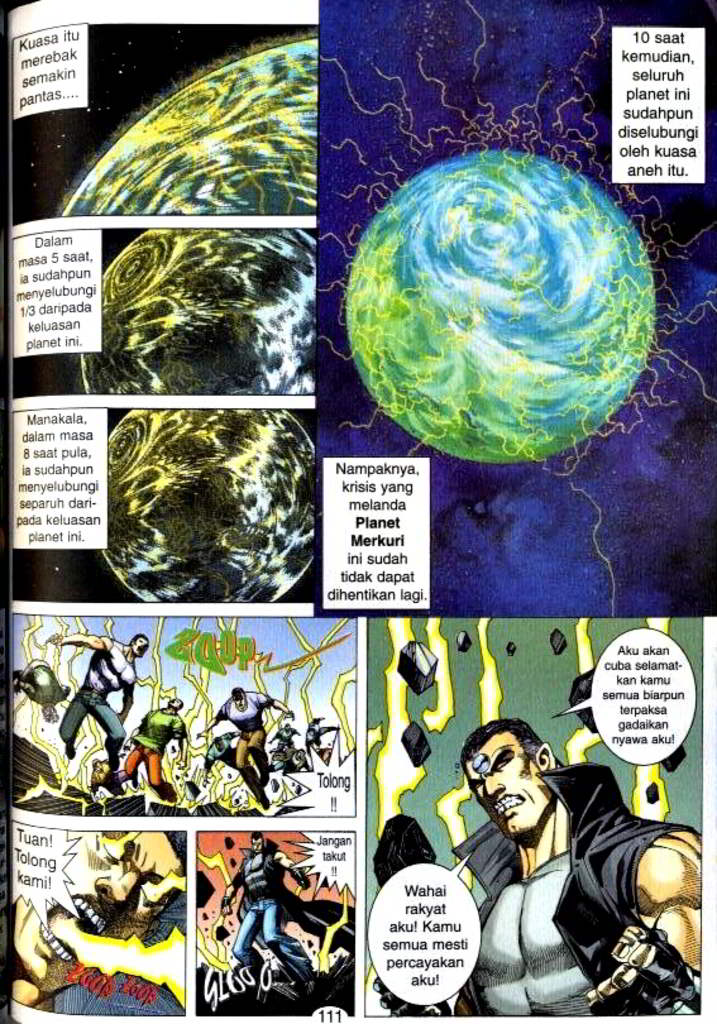 Kuasa itu
merebak
semakin
pantas....
Dalam
masa 5 saat,
ia sudahpun
menyelubungi
1/3 daripada
keluasan
planet ini.
Manakala,
dalam masa
8 saat pula,
ia sudahpun
menyelubungi
separuh dari-
pada keluasan
planet ini.
10 saat
kemudian,
seluruh
planet ini
sudahpun
diselubungi
oleh kuasa
aneh itu.
Nampaknya,
krisis yang
melanda
Planet
Merkuri
ini sudah
tidak dapat
dihentikan lagi.
ZOOP
Tolong
!!
Tuan!
Tolong
kami!
ZOOP ZOOP
Jangan
takut
!!
Aku akan
cuba selamat-
kan kamu
semua biarpun
terpaksa
gadaikan
nyawa aku!
Wahai
rakyat
aku! Kamu
semua mesti
percayakan
aku!
111